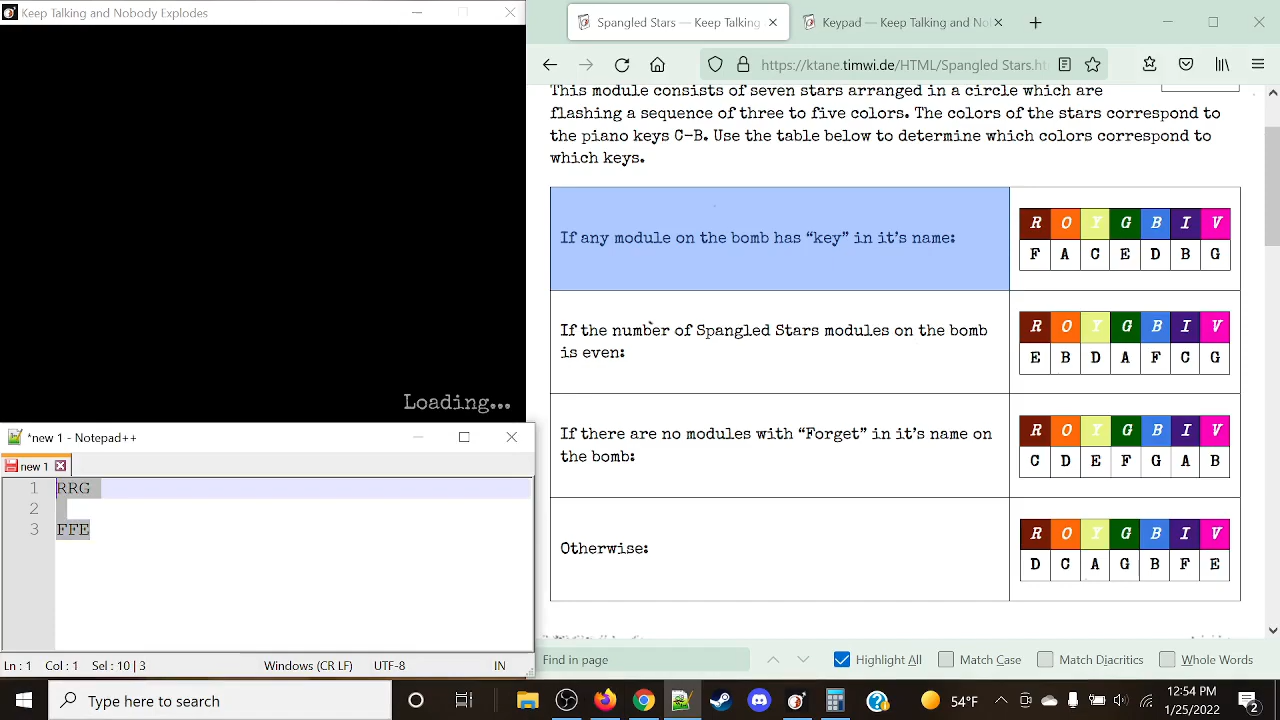 Keep Talking and Nobody Explodes
Loading...
*new 1 - Notepad++
new 1
1 RRG
2
3 FFE
Ln : 1 Col : 1 Sel : 10 | 3 Windows (CR LF) UTF-8 IN
Spangled Stars — Keep Talking
Keypad — Keep Talking and No
https://ktane.timwi.de/HTML/Spangled Stars.ht
This module consists of seven stars arranged in a circle which are
flashing a sequence of three to five colors. The colors of the stars correspond to
the piano keys C-B. Use the table below to determine which colors correspond to
which keys.
If any module on the bomb has “key” in it’s name:
R O Y G B I V
F A C E D B G
If the number of Spangled Stars modules on the bomb
is even:
R O Y G B I V
E B D A F C G
If there are no modules with “Forget” in it’s name on
the bomb:
R O Y G B I V
C D E F G A B
Otherwise:
R O Y G B I V
D C A G B F E
Find in page
Highlight All Match Case Match Diacritics Whole Words
Type here to search
54°F
12:54 PM
1/25/2022
2